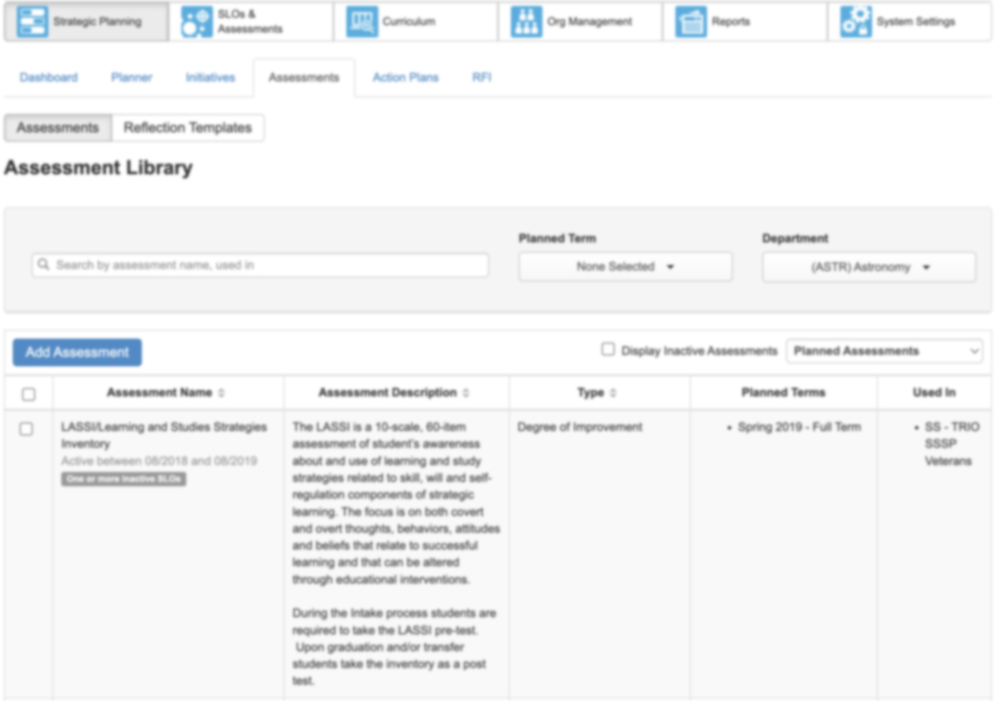 Strategic Planning
SLOs &
Assessments
Curriculum
Org Management
Reports
System Settings
Dashboard
Planner
Initiatives
Assessments
Action Plans
RFI
Assessments
Reflection Templates
Assessment Library
Planned Term
Department
Search by assessment name, used in
None Selected
(ASTR) Astronomy
Add Assessment
Display Inactive Assessments
Planned Assessments
Assessment Name
Assessment Description
Type
Planned Terms
Used In
LASSI/Learning and Studies Strategies
Inventory
Active between 08/2018 and 08/2019
One or more inactive SLOs
The LASSI is a 10-scale, 60-item
assessment of student's awareness
about and use of learning and study
strategies related to skill, will and self-
regulation components of strategic
learning. The focus is on both covert
and overt thoughts, behaviors, attitudes
and beliefs that relate to successful
learning and that can be altered
through educational interventions.
During the Intake process students are
required to take the LASSI pre-test.
Upon graduation and/or transfer
students take the inventory as a post
test.
Degree of Improvement
• Spring 2019 - Full Term
• SS - TRIO
SSSP
Veterans